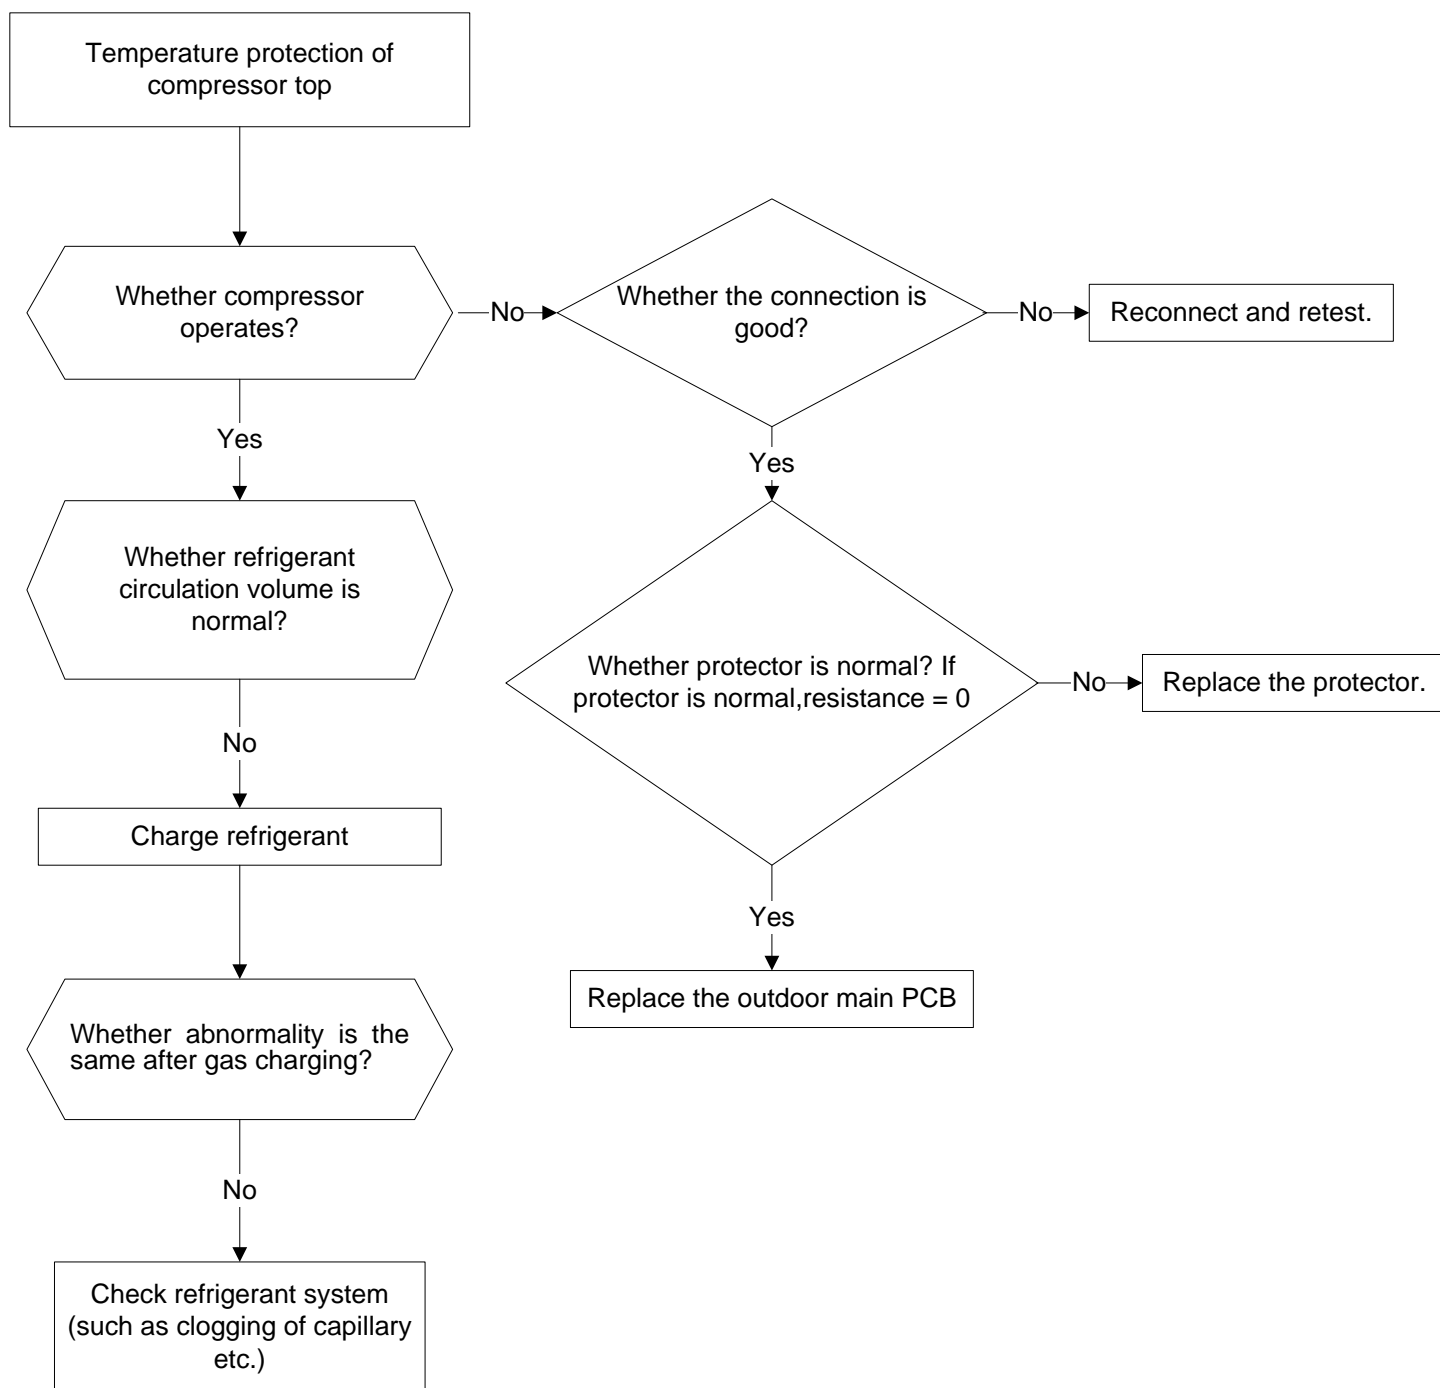 Temperature protection of
compressor top
Whether compressor
operates?
No
Whether the connection is
good?
No
Reconnect and retest.
Yes
Yes
Whether refrigerant
circulation volume is
normal?
Whether protector is normal? If
protector is normal,resistance = 0
No
Replace the protector.
No
Charge refrigerant
Yes
Replace the outdoor main PCB
Whether abnormality is the
same after gas charging?
No
Check refrigerant system
(such as clogging of capillary
etc.)